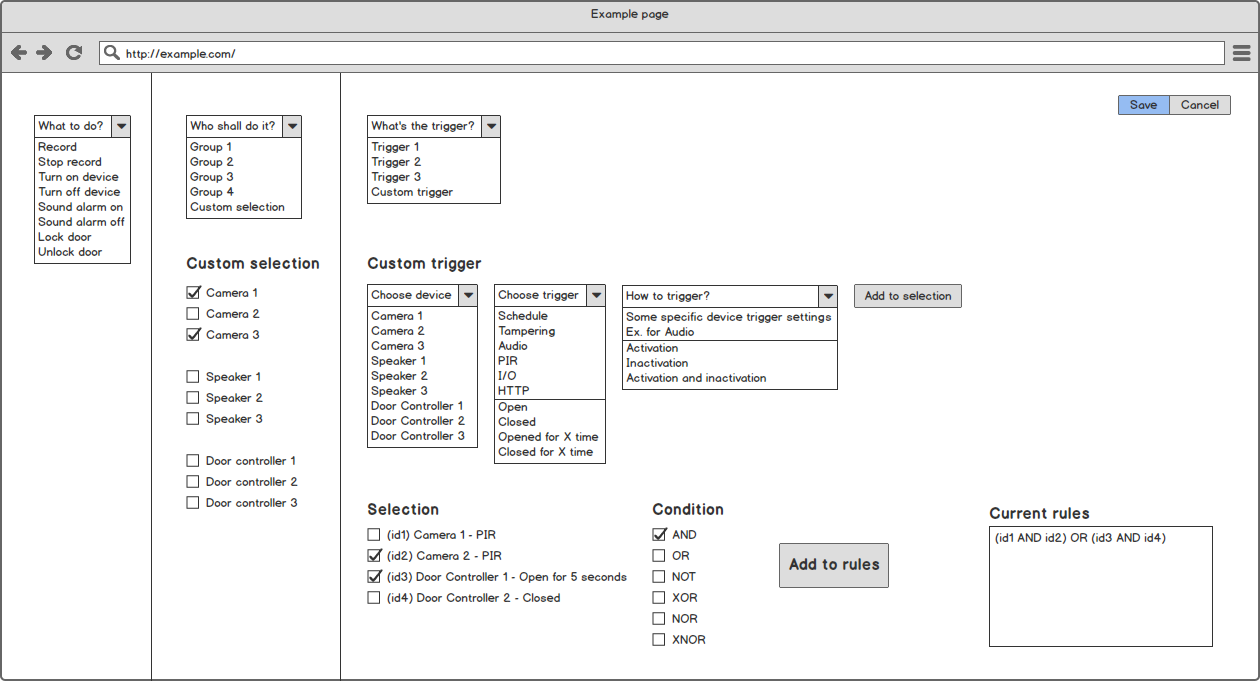 Example page
http://example.com/
Save
Cancel
What to do?
Record
Stop record
Turn on device
Turn off device
Sound alarm on
Sound alarm off
Lock door
Unlock door
Who shall do it?
Group 1
Group 2
Group 3
Group 4
Custom selection
Custom selection
Camera 1
Camera 2
Camera 3
Speaker 1
Speaker 2
Speaker 3
Door controller 1
Door controller 2
Door controller 3
What's the trigger?
Trigger 1
Trigger 2
Trigger 3
Custom trigger
Custom trigger
Choose device
Camera 1
Camera 2
Camera 3
Speaker 1
Speaker 2
Speaker 3
Door Controller 1
Door Controller 2
Door Controller 3
Choose trigger
Schedule
Tampering
Audio
PIR
I/O
HTTP
Open
Closed
Opened for X time
Closed for X time
How to trigger?
Some specific device trigger settings
Ex. for Audio
Activation
Inactivation
Activation and inactivation
Add to selection
Selection
(id1) Camera 1 - PIR
(id2) Camera 2 - PIR
(id3) Door Controller 1 - Open for 5 seconds
(id4) Door Controller 2 - Closed
Condition
AND
OR
NOT
XOR
NOR
XNOR
Add to rules
Current rules
(id1 AND id2) OR (id3 AND id4)